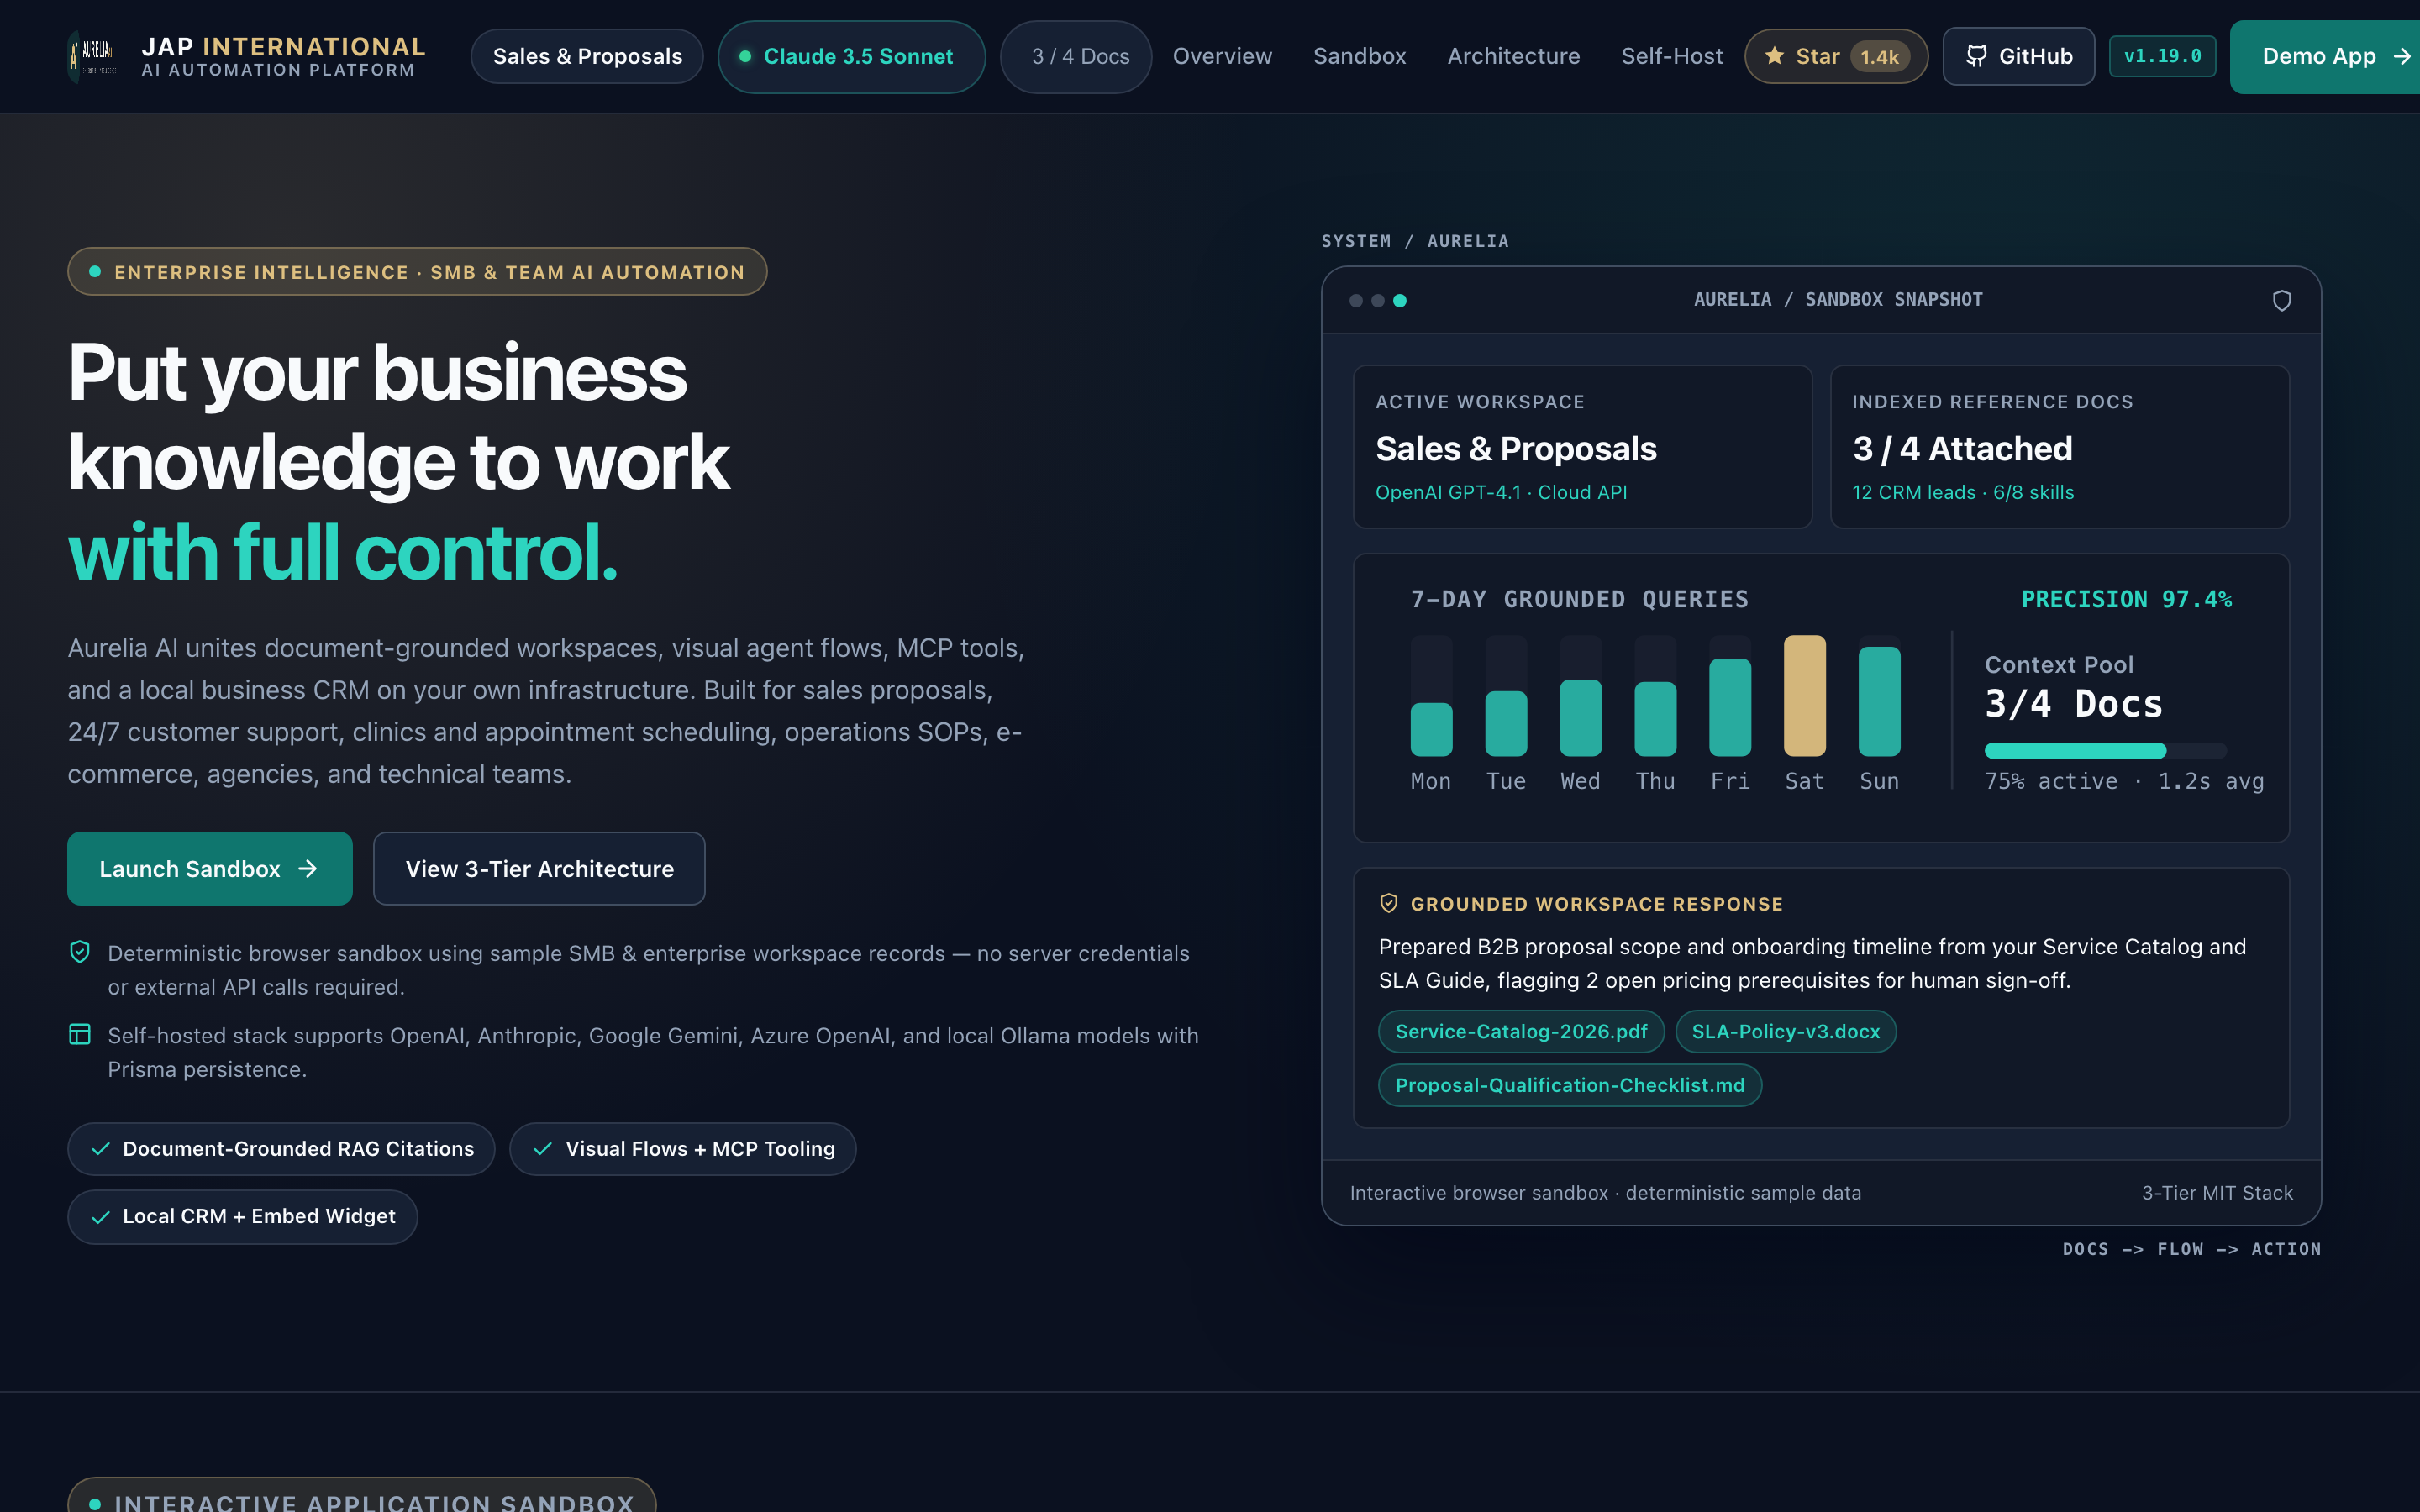 AURELIA
JAP INTERNATIONAL
AI AUTOMATION PLATFORM
Sales & Proposals
Claude 3.5 Sonnet
3 / 4 Docs
Overview
Sandbox
Architecture
Self-Host
Star 1.4k
GitHub
v1.19.0
Demo App →
ENTERPRISE INTELLIGENCE · SMB & TEAM AI AUTOMATION
Put your business
knowledge to work
with full control.
Aurelia AI unites document-grounded workspaces, visual agent flows, MCP tools,
and a local business CRM on your own infrastructure. Built for sales proposals,
24/7 customer support, clinics and appointment scheduling, operations SOPs, e-
commerce, agencies, and technical teams.
Launch Sandbox →
View 3-Tier Architecture
Deterministic browser sandbox using sample SMB & enterprise workspace records — no server credentials
or external API calls required.
Self-hosted stack supports OpenAI, Anthropic, Google Gemini, Azure OpenAI, and local Ollama models with
Prisma persistence.
Document-Grounded RAG Citations
Visual Flows + MCP Tooling
Local CRM + Embed Widget
SYSTEM / AURELIA
AURELIA / SANDBOX SNAPSHOT
ACTIVE WORKSPACE
Sales & Proposals
OpenAI GPT-4.1 · Cloud API
INDEXED REFERENCE DOCS
3 / 4 Attached
12 CRM leads · 6/8 skills
7-DAY GROUNDED QUERIES
PRECISION 97.4%
Mon Tue Wed Thu Fri Sat Sun
Context Pool
3/4 Docs
75% active · 1.2s avg
GROUNDED WORKSPACE RESPONSE
Prepared B2B proposal scope and onboarding timeline from your Service Catalog and
SLA Guide, flagging 2 open pricing prerequisites for human sign-off.
Service-Catalog-2026.pdf
SLA-Policy-v3.docx
Proposal-Qualification-Checklist.md
Interactive browser sandbox · deterministic sample data
3-Tier MIT Stack
DOCS -> FLOW -> ACTION
INTERACTIVE APPLICATION SANDBOX